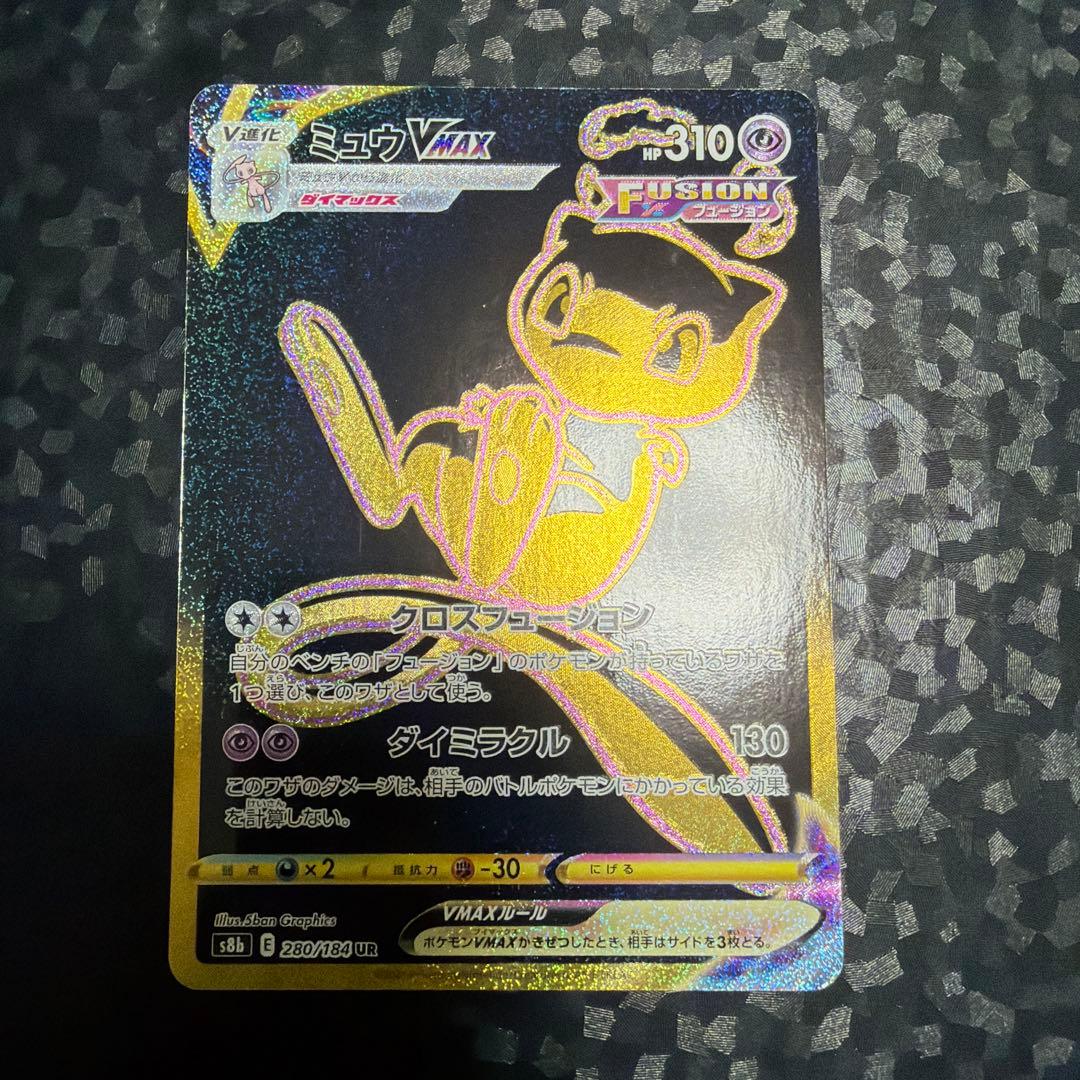 V進化
ミュウVMAX
HP310
ミュウVから進化
ダイマックス
FUSION
フュージョン
クロスフュージョン
自分のベンチの「フュージョン」のポケモンが持っているワザを
1つ選び、このワザとして使う。
ダイミラクル 130
このワザのダメージは、相手のバトルポケモンにかかっている効果
を計算しない。
弱点 ×2 抵抗力 -30 にげる
Illus. 5ban Graphics
VMAXルール
ポケモンVMAXがきぜつしたとき、相手はサイドを3枚とる。
s8b E 280/184 UR